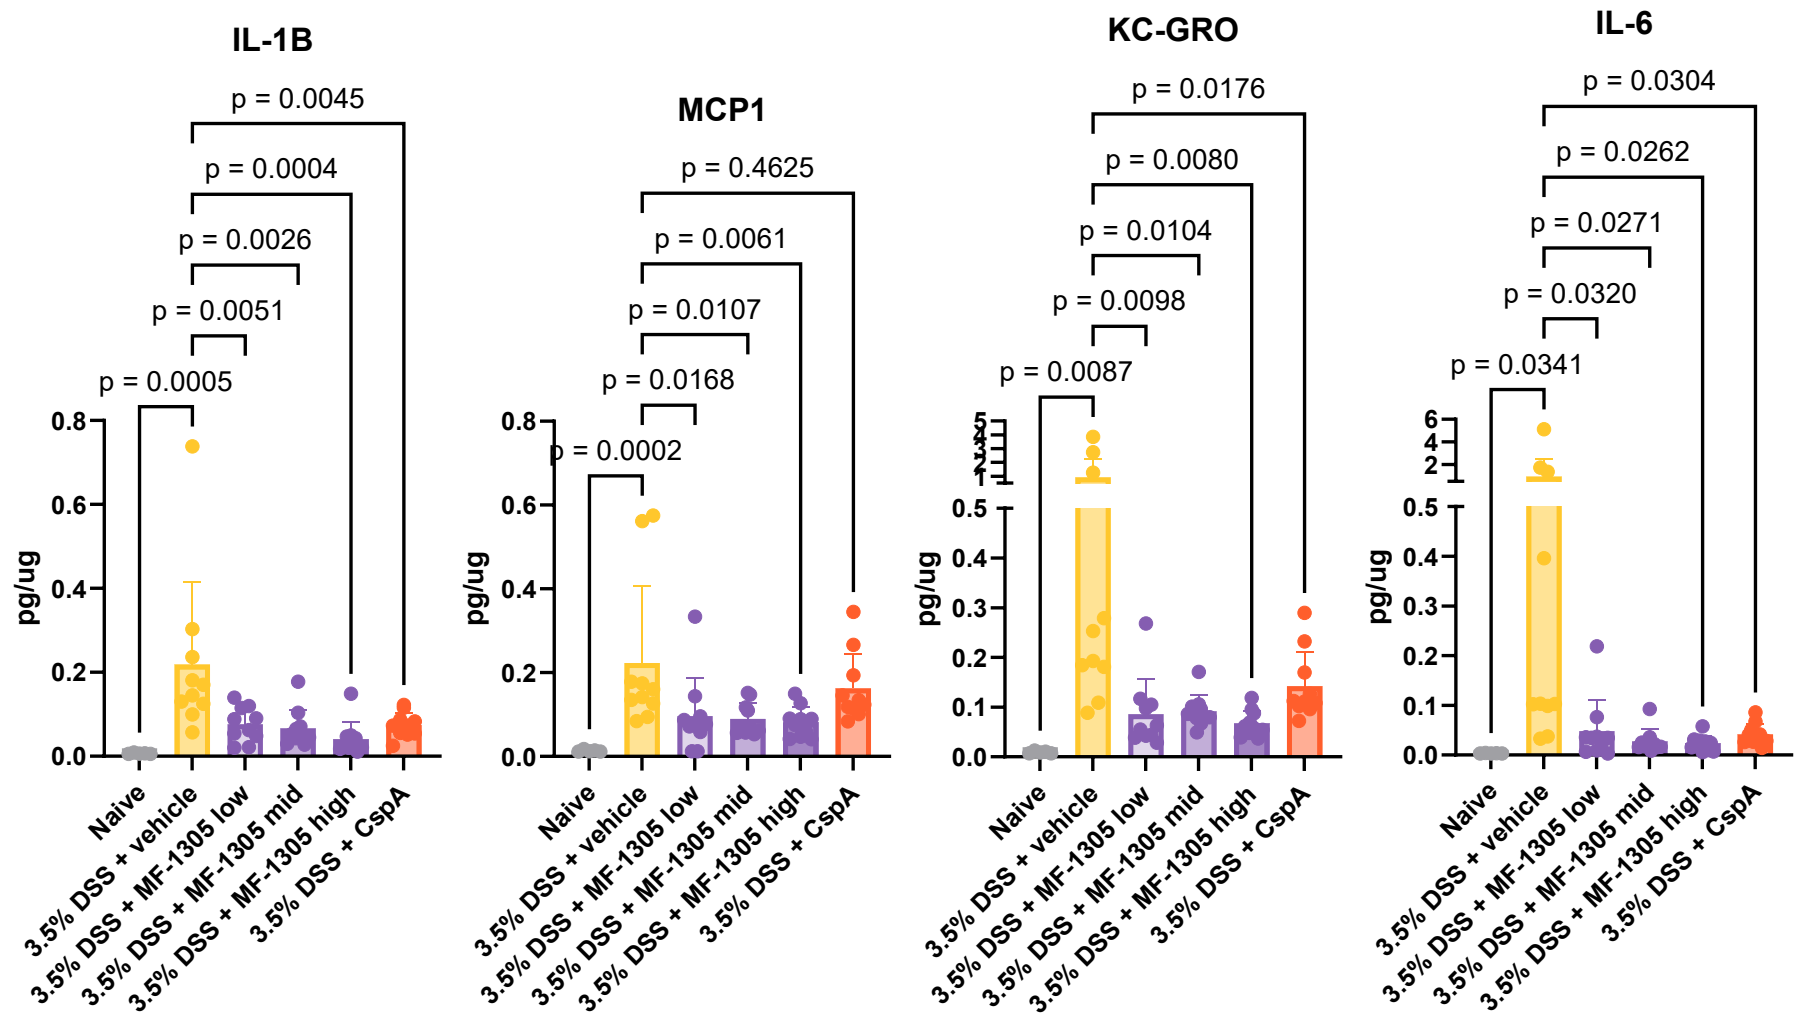 IL-1B
p = 0.0045
p = 0.0004
p = 0.0026
p = 0.0051
p = 0.0005
0.8
0.6
0.4
0.2
0.0
pg/ug
Naive
3.5% DSS + vehicle
3.5% DSS + MF-1305 low
3.5% DSS + MF-1305 mid
3.5% DSS + MF-1305 high
3.5% DSS + CspA
MCP1
p = 0.4625
p = 0.0061
p = 0.0107
p = 0.0168
p = 0.0002
0.8
0.6
0.4
0.2
0.0
pg/ug
Naive
3.5% DSS + vehicle
3.5% DSS + MF-1305 low
3.5% DSS + MF-1305 mid
3.5% DSS + MF-1305 high
3.5% DSS + CspA
KC-GRO
p = 0.0176
p = 0.0080
p = 0.0104
p = 0.0098
p = 0.0087
5
4
3
2
1
0.5
0.4
0.3
0.2
0.1
0.0
pg/ug
Naive
3.5% DSS + vehicle
3.5% DSS + MF-1305 low
3.5% DSS + MF-1305 mid
3.5% DSS + MF-1305 high
3.5% DSS + CspA
IL-6
p = 0.0304
p = 0.0262
p = 0.0271
p = 0.0320
p = 0.0341
6
4
2
0.5
0.4
0.3
0.2
0.1
0.0
pg/ug
Naive
3.5% DSS + vehicle
3.5% DSS + MF-1305 low
3.5% DSS + MF-1305 mid
3.5% DSS + MF-1305 high
3.5% DSS + CspA